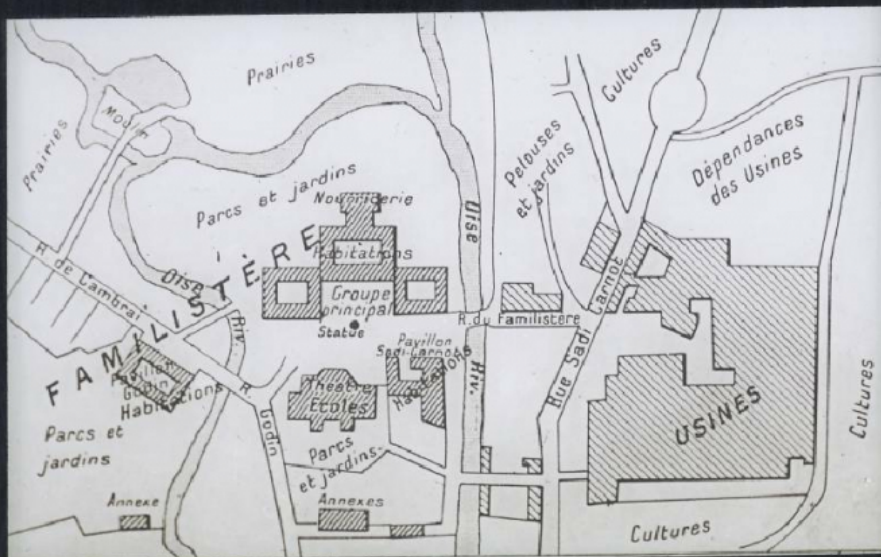 Prairies
Cultures
Moulin
Prairies
Pelouses
et jardins
Dépendances
des Usines
Parcs et jardins
Nourricerie
Oise
Habitations
FAMILISTÈRE
R. de Cambrai
Oise
Riv.
Groupe
principal
Statue
R. du Familistère
Rue Sadi Carnot
Pavillon
Sadi-Carnot
Habitations
Riv.
Pavillon
Godin
Habitations
R. Godin
Théâtre
Ecoles
USINES
Cultures
Parcs et
jardins
Parcs
et jardins
Annexe
Annexes
Cultures